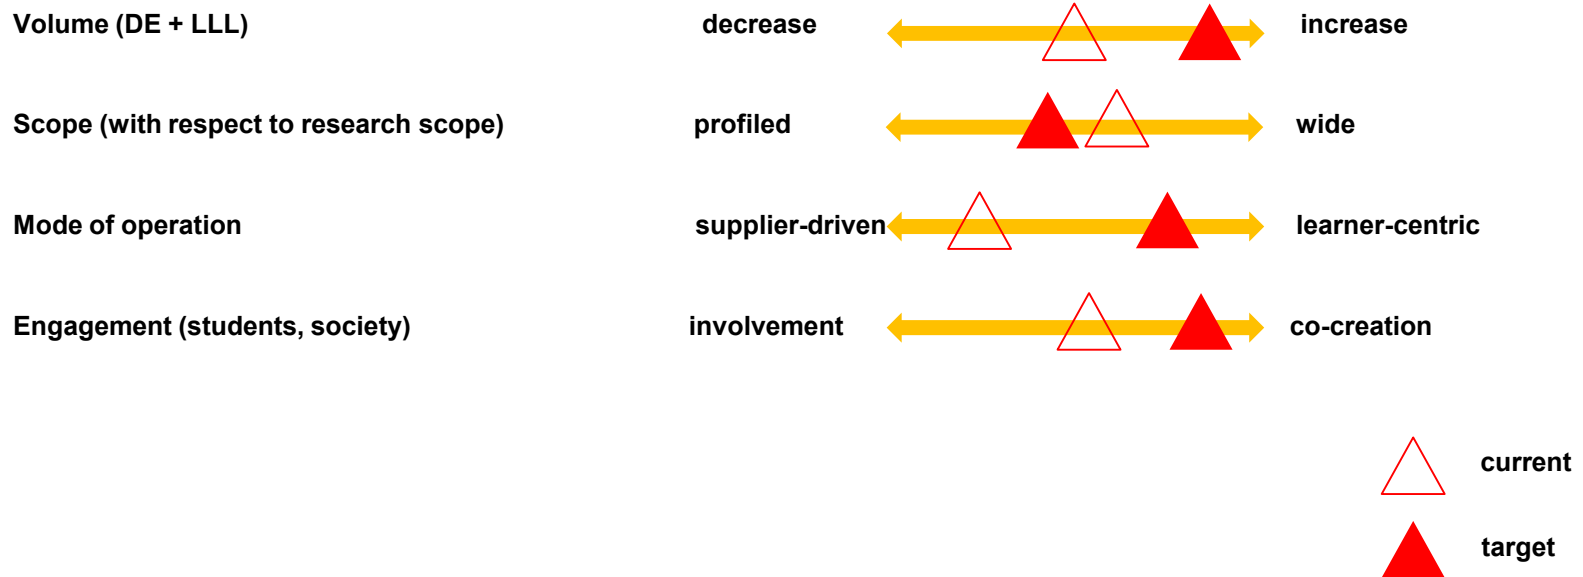 Volume (DE + LLL) decrease increase
Scope (with respect to research scope) profiled wide
Mode of operation supplier-driven learner-centric
Engagement (students, society) involvement co-creation
current
target